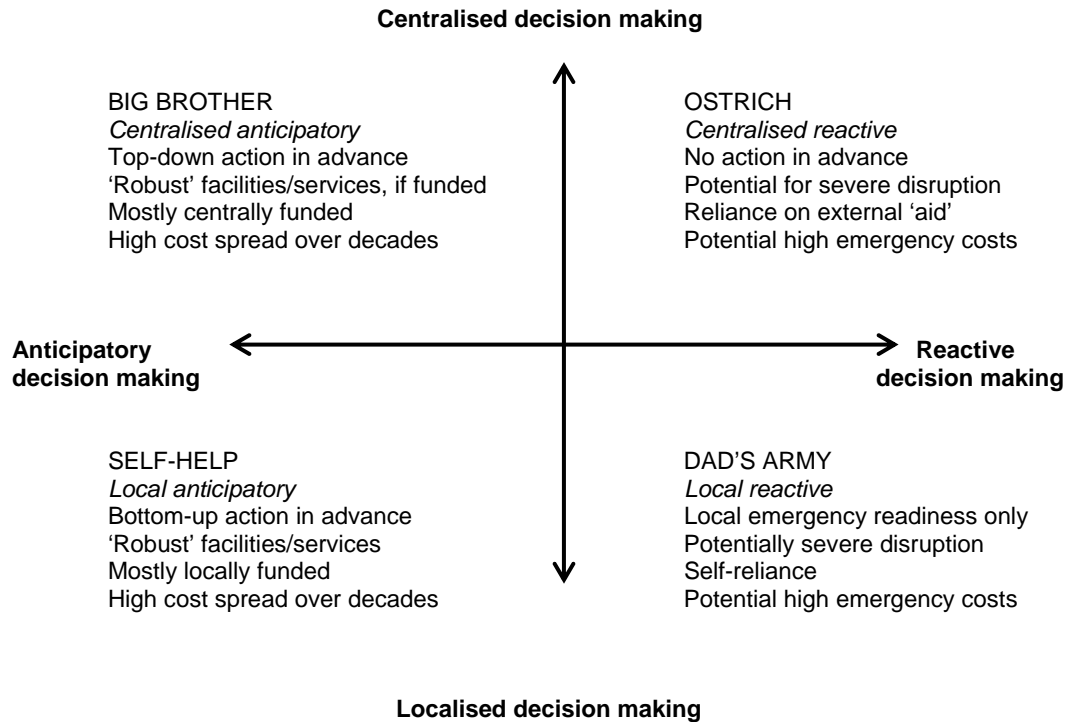 Centralised decision making
BIG BROTHER
Centralised anticipatory
Top-down action in advance
‘Robust’ facilities/services, if funded
Mostly centrally funded
High cost spread over decades
OSTRICH
Centralised reactive
No action in advance
Potential for severe disruption
Reliance on external ‘aid’
Potential high emergency costs
Anticipatory
decision making
Reactive
decision making
SELF-HELP
Local anticipatory
Bottom-up action in advance
‘Robust’ facilities/services
Mostly locally funded
High cost spread over decades
DAD'S ARMY
Local reactive
Local emergency readiness only
Potentially severe disruption
Self-reliance
Potential high emergency costs
Localised decision making